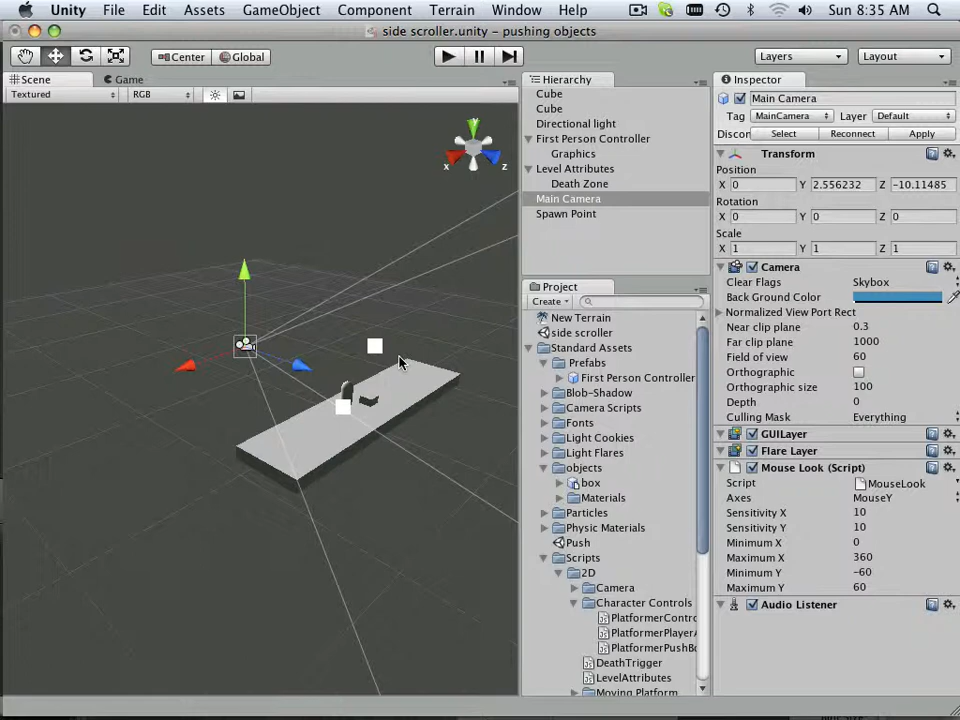 Unity File Edit Assets GameObject Component Terrain Window Help Sun 8:35 AM
side scroller.unity - pushing objects
Center Global Layers Layout
Scene Game
Textured RGB
y
x z
Hierarchy
Cube
Cube
Directional light
First Person Controller
Graphics
Level Attributes
Death Zone
Main Camera
Spawn Point
Project
Create
New Terrain
side scroller
Standard Assets
Prefabs
First Person Controller
Blob-Shadow
Camera Scripts
Fonts
Light Cookies
Light Flares
objects
box
Materials
Particles
Physic Materials
Push
Scripts
2D
Camera
Character Controls
PlatformerContro
PlatformerPlayerA
PlatformerPushBo
DeathTrigger
LevelAttributes
Moving Platform
Inspector
Main Camera
Tag MainCamera Layer Default
Discon Select Reconnect Apply
Transform
Position
X 0 Y 2.556232 Z -10.11485
Rotation
X 0 Y 0 Z 0
Scale
X 1 Y 1 Z 1
Camera
Clear Flags Skybox
Back Ground Color
Normalized View Port Rect
Near clip plane 0.3
Far clip plane 1000
Field of view 60
Orthographic
Orthographic size 100
Depth 0
Culling Mask Everything
GUILayer
Flare Layer
Mouse Look (Script)
Script MouseLook
Axes MouseY
Sensitivity X 10
Sensitivity Y 10
Minimum X 0
Maximum X 360
Minimum Y -60
Maximum Y 60
Audio Listener